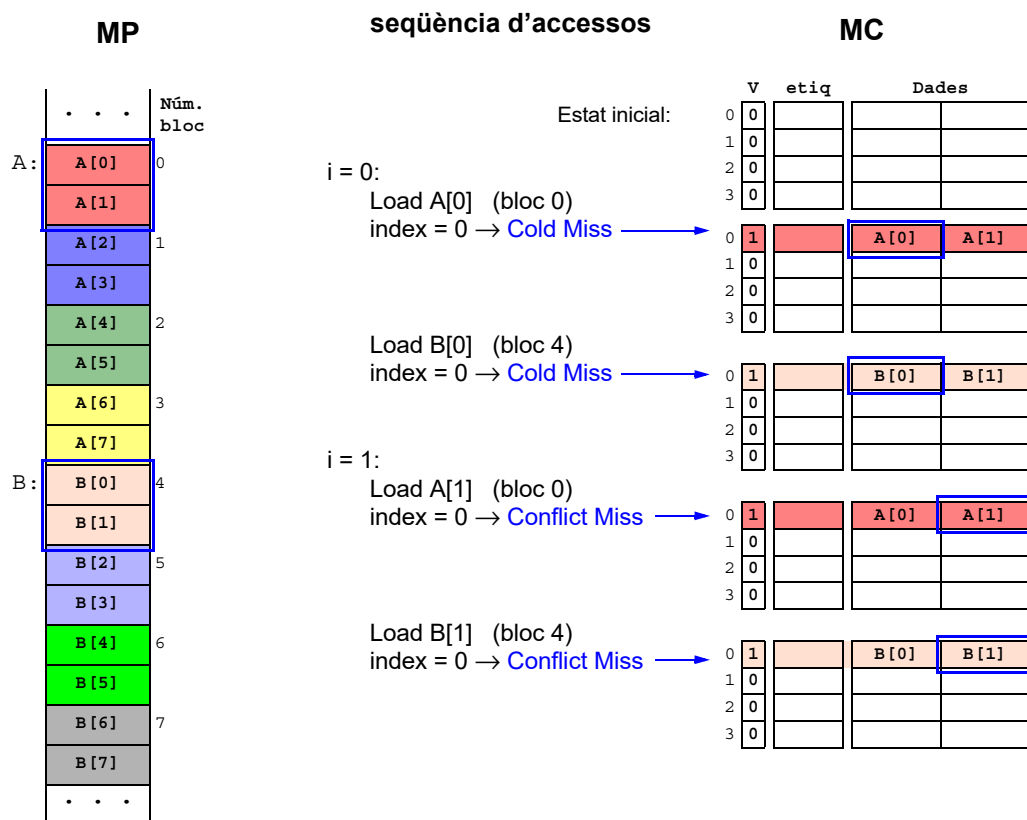 MP
seqüència d'accessos
MC
. . .
Núm.
bloc
A:
A[0]
0
A[1]
A[2]
1
A[3]
A[4]
2
A[5]
A[6]
3
A[7]
B:
B[0]
4
B[1]
B[2]
5
B[3]
B[4]
6
B[5]
B[6]
7
B[7]
. . .
Estat inicial:
i = 0:
Load A[0] (bloc 0)
index = 0 → Cold Miss
Load B[0] (bloc 4)
index = 0 → Cold Miss
i = 1:
Load A[1] (bloc 0)
index = 0 → Conflict Miss
Load B[1] (bloc 4)
index = 0 → Conflict Miss
V etiq Dades
0 0
1 0
2 0
3 0
0 1 A[0] A[1]
1 0
2 0
3 0
0 1 B[0] B[1]
1 0
2 0
3 0
0 1 A[0] A[1]
1 0
2 0
3 0
0 1 B[0] B[1]
1 0
2 0
3 0